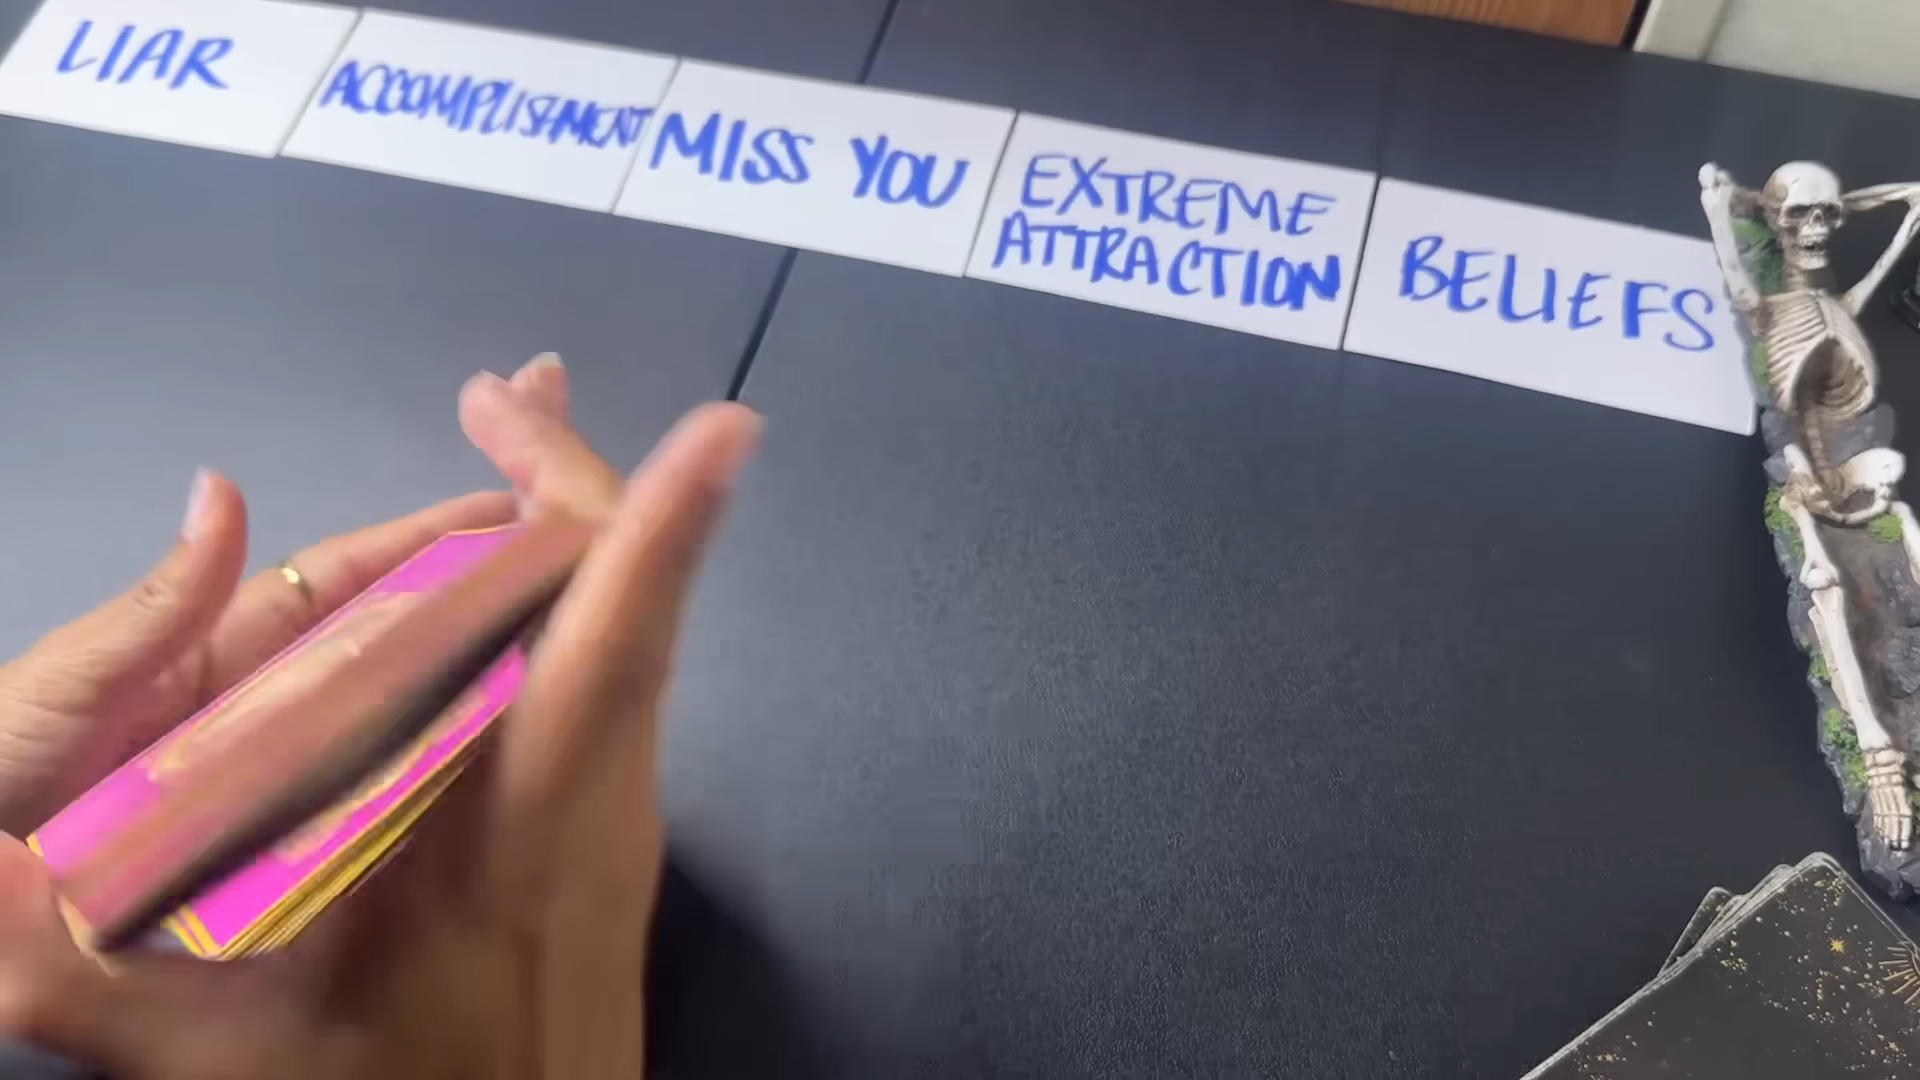 LIAR
ACCOMPLISHMENT
MISS YOU
EXTREME
ATTRACTION
BELIEFS